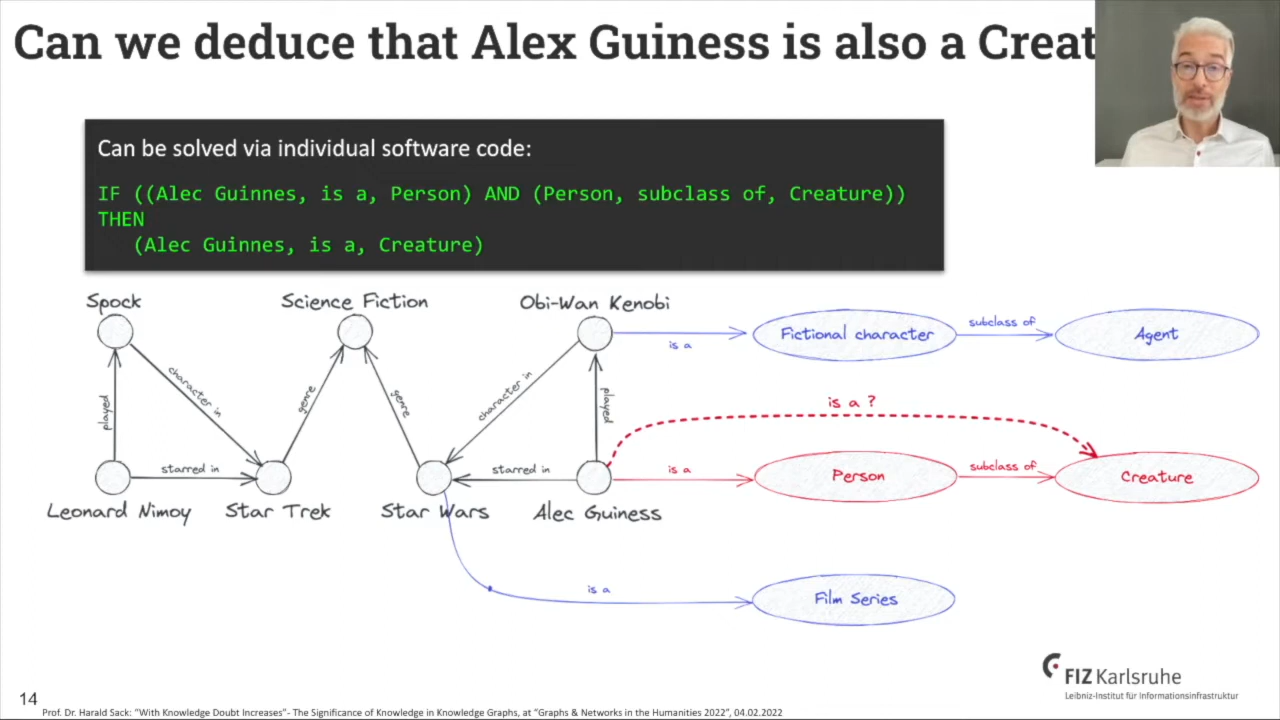 Can we deduce that Alex Guiness is also a Creat
Can be solved via individual software code:
IF ((Alec Guinnes, is a, Person) AND (Person, subclass of, Creature))
THEN
(Alec Guinnes, is a, Creature)
Spock
Science Fiction
Obi-Wan Kenobi
Fictional character
subclass of
Agent
is a
character in
genre
genre
character in
played
played
is a ?
starred in
starred in
is a
Person
subclass of
Creature
Leonard Nimoy
Star Trek
Star Wars
Alec Guiness
is a
Film Series
FIZ Karlsruhe
Leibniz-Institut für Informationsinfrastruktur
14
Prof. Dr. Harald Sack: "With Knowledge Doubt Increases"- The Significance of Knowledge in Knowledge Graphs, at "Graphs & Networks in the Humanities 2022", 04.02.2022